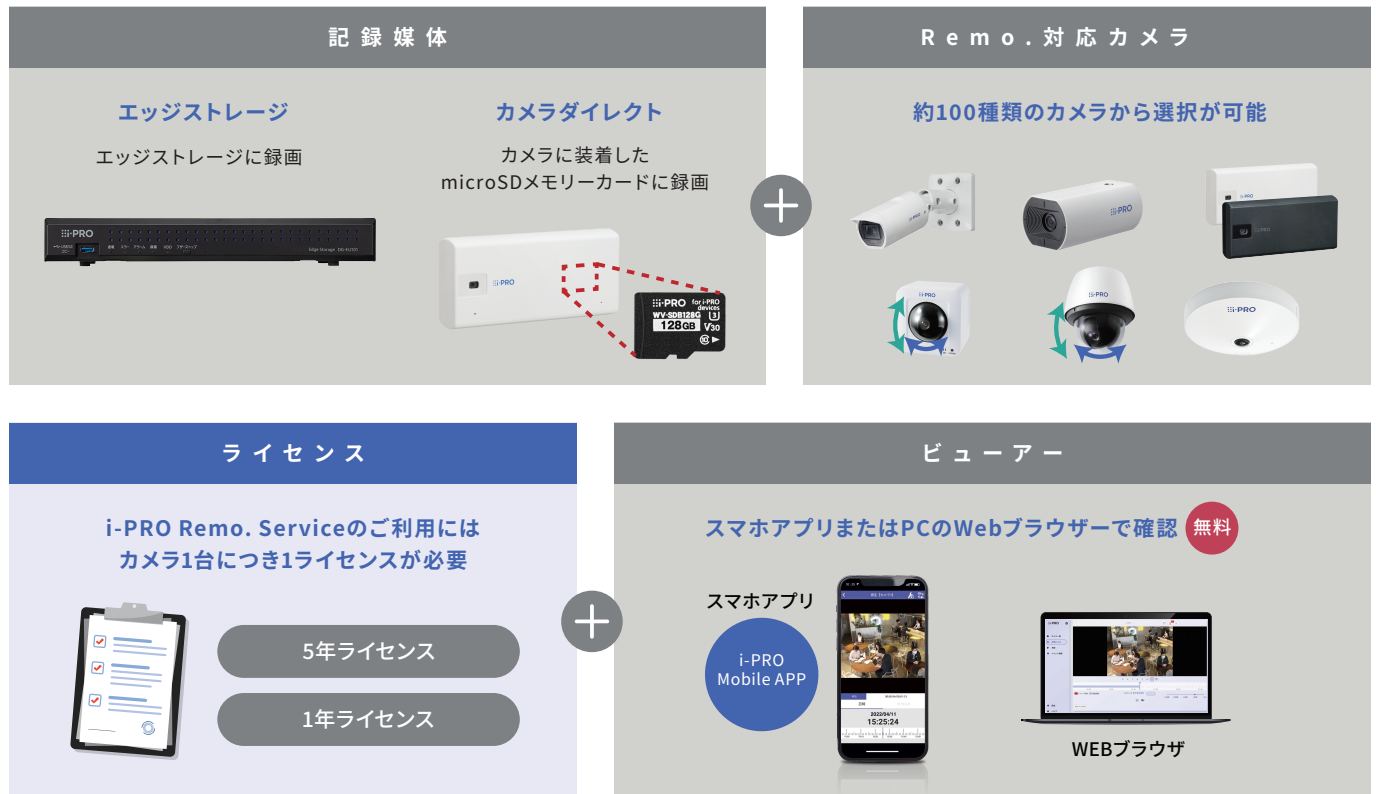 記録媒体
エッジストレージ
エッジストレージに録画
i-PRO
カメラダイレクト
カメラに装着した
microSDメモリーカードに録画
i-PRO
i-PRO for i-PRO devices
WV-SDB128G U3
128GB V30
Remo.対応カメラ
約100種類のカメラから選択が可能
i-PRO
i-PRO
i-PRO
i-PRO
i-PRO
i-PRO
ライセンス
i-PRO Remo. Serviceのご利用には
カメラ1台につき1ライセンスが必要
5年ライセンス
1年ライセンス
ビューアー
スマホアプリまたはPCのWebブラウザーで確認 無料
スマホアプリ
i-PRO
Mobile APP
2022/04/11
15:25:24
i-PRO
WEBブラウザ